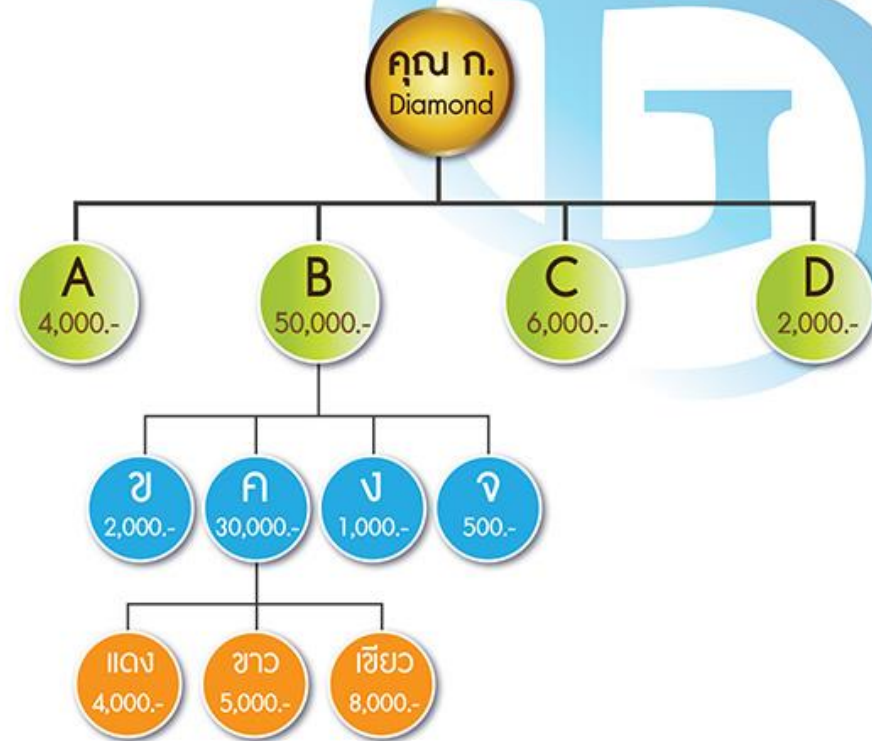 คุณ ก.
Diamond
A
4,000.-
B
50,000.-
C
6,000.-
D
2,000.-
ข
2,000.-
ค
30,000.-
ง
1,000.-
จ
500.-
แดง
4,000.-
ขาว
5,000.-
เขียว
8,000.-